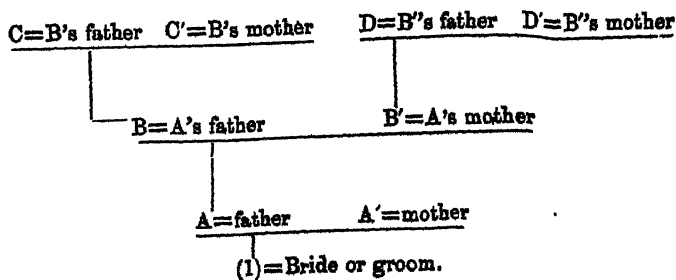 C=B's father C'=B's mother D=B''s father D'=B''s mother
B=A's father B'=A's mother
A=father A'=mother
(1)=Bride or groom.